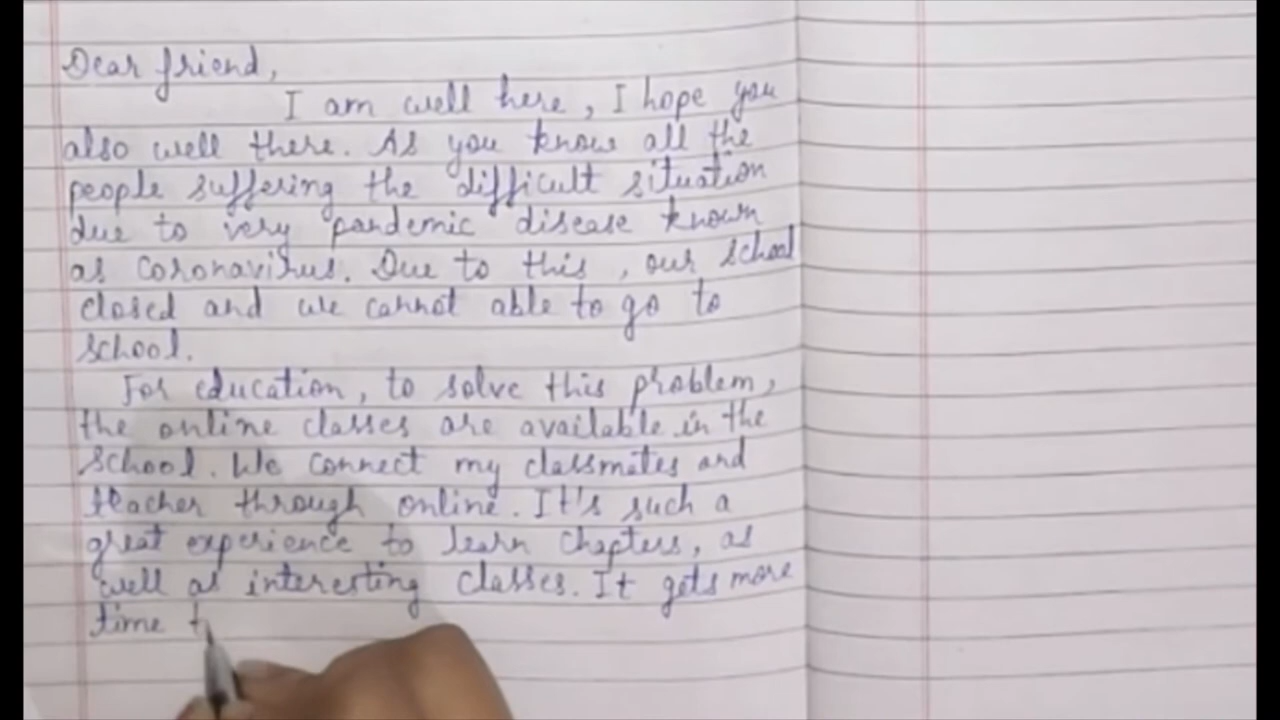 Dear friend,
I am well here, I hope you
also well there. As you know all the
people suffering the difficult situation
due to very pandemic disease known
as coronavirus. Due to this, our school
closed and we cannot able to go to
school.
For education, to solve this problem,
the online classes are available in the
school. We connect my classmates and
teacher through online. It's such a
great experience to learn chapters, as
well as interesting classes. It gets more
time t